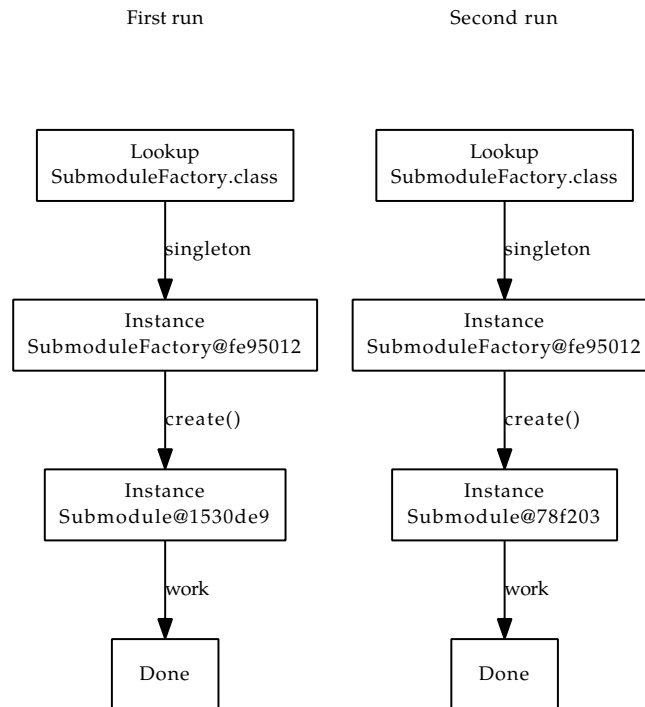 First run
Lookup
SubmoduleFactory.class
singleton
Instance
SubmoduleFactory@fe95012
create()
Instance
Submodule@1530de9
work
Done
Second run
Lookup
SubmoduleFactory.class
singleton
Instance
SubmoduleFactory@fe95012
create()
Instance
Submodule@78f203
work
Done